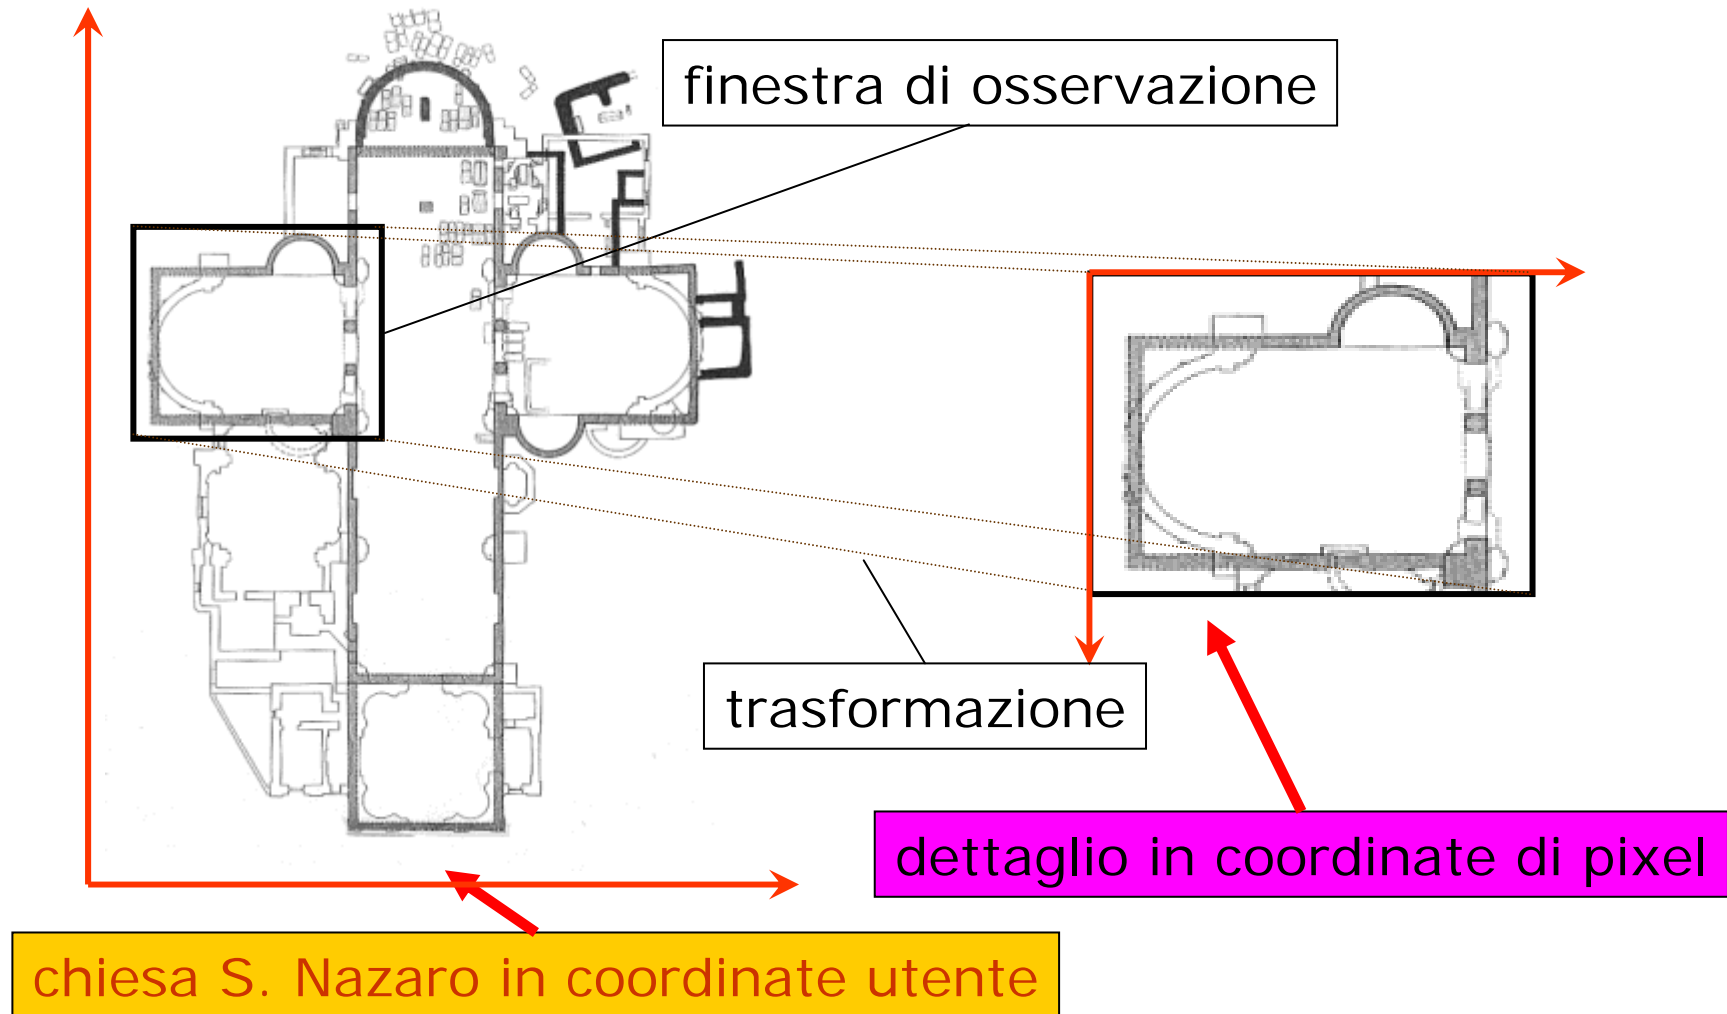 finestra di osservazione
trasformazione
dettaglio in coordinate di pixel
chiesa S. Nazaro in coordinate utente